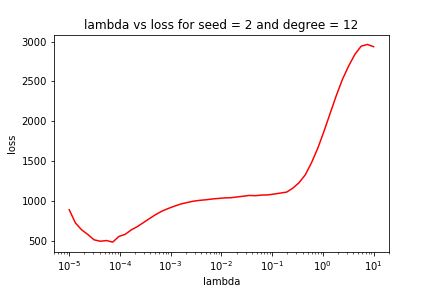 lambda vs loss for seed = 2 and degree = 12
3000
2500
2000
1500
1000
500
loss
10⁻⁵ 10⁻⁴ 10⁻³ 10⁻² 10⁻¹ 10⁰ 10¹
lambda